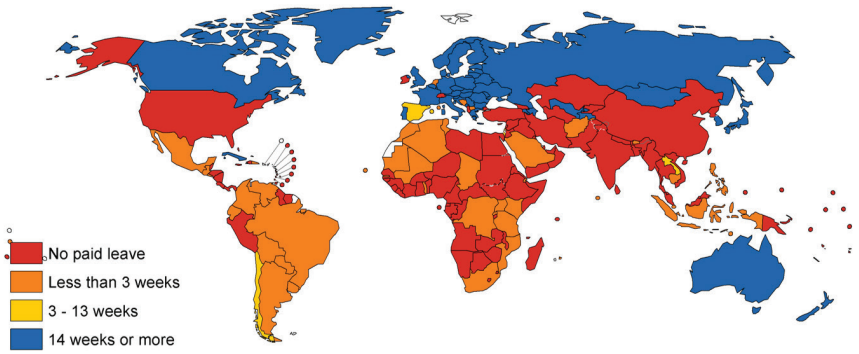 No paid leave
Less than 3 weeks
3 - 13 weeks
14 weeks or more